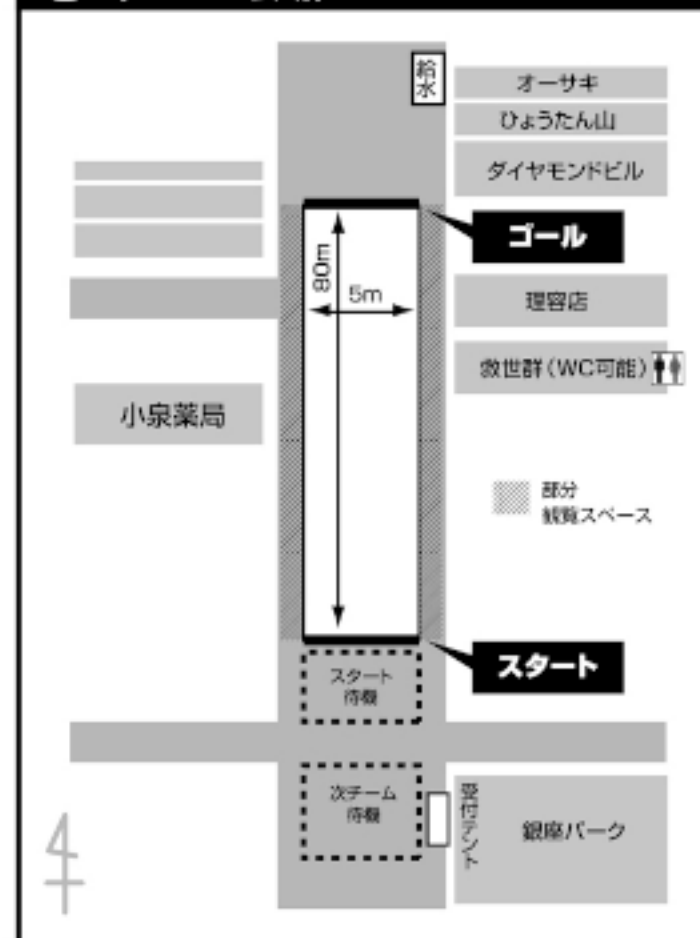 給水
オーサキ
ひょうたん山
ダイヤモンドビル
ゴール
80m
5m
理容店
救世群(WC可能)
小泉薬局
部分
観覧スペース
スタート
スタート
待機
次チーム
待機
受付テント
銀座パーク